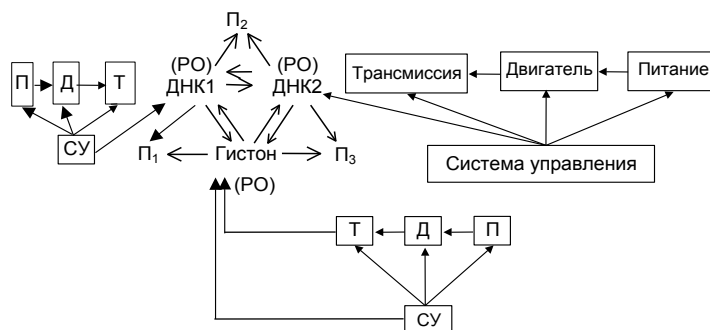 П₂
(РО) (РО)
П Д Т ДНК1 ДНК2 Трансмиссия Двигатель Питание
СУ П₁ Гистон П₃ Система управления
(РО)
Т Д П
СУ